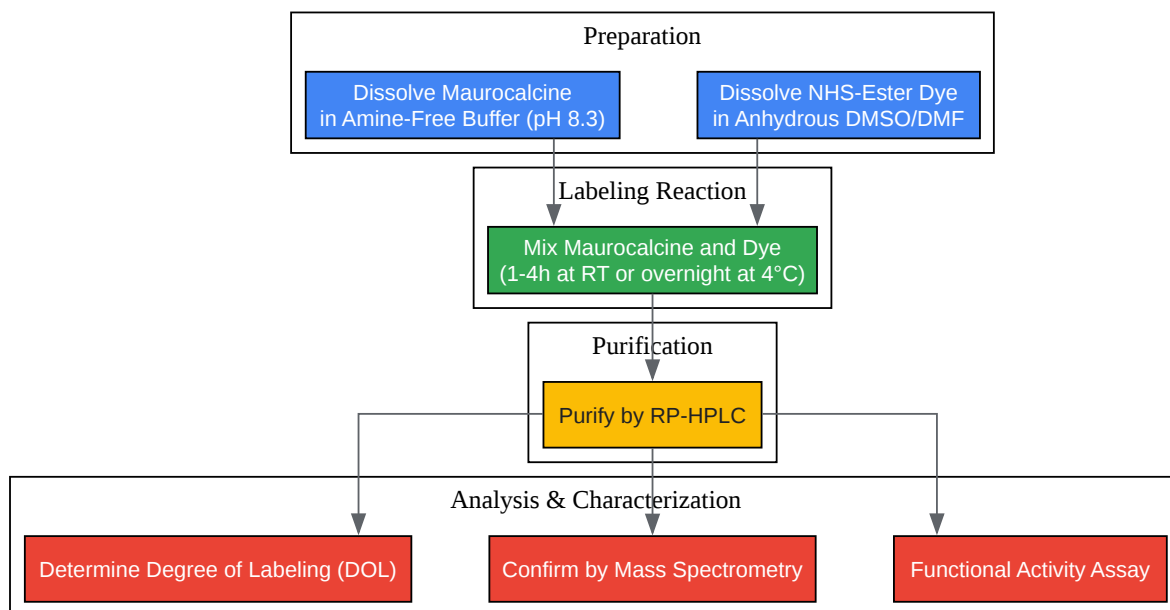 Preparation
Dissolve Maurocalcine
in Amine-Free Buffer (pH 8.3)
Dissolve NHS-Ester Dye
in Anhydrous DMSO/DMF
Labeling Reaction
Mix Maurocalcine and Dye
(1-4h at RT or overnight at 4°C)
Purification
Purify by RP-HPLC
Analysis & Characterization
Determine Degree of Labeling (DOL)
Confirm by Mass Spectrometry
Functional Activity Assay